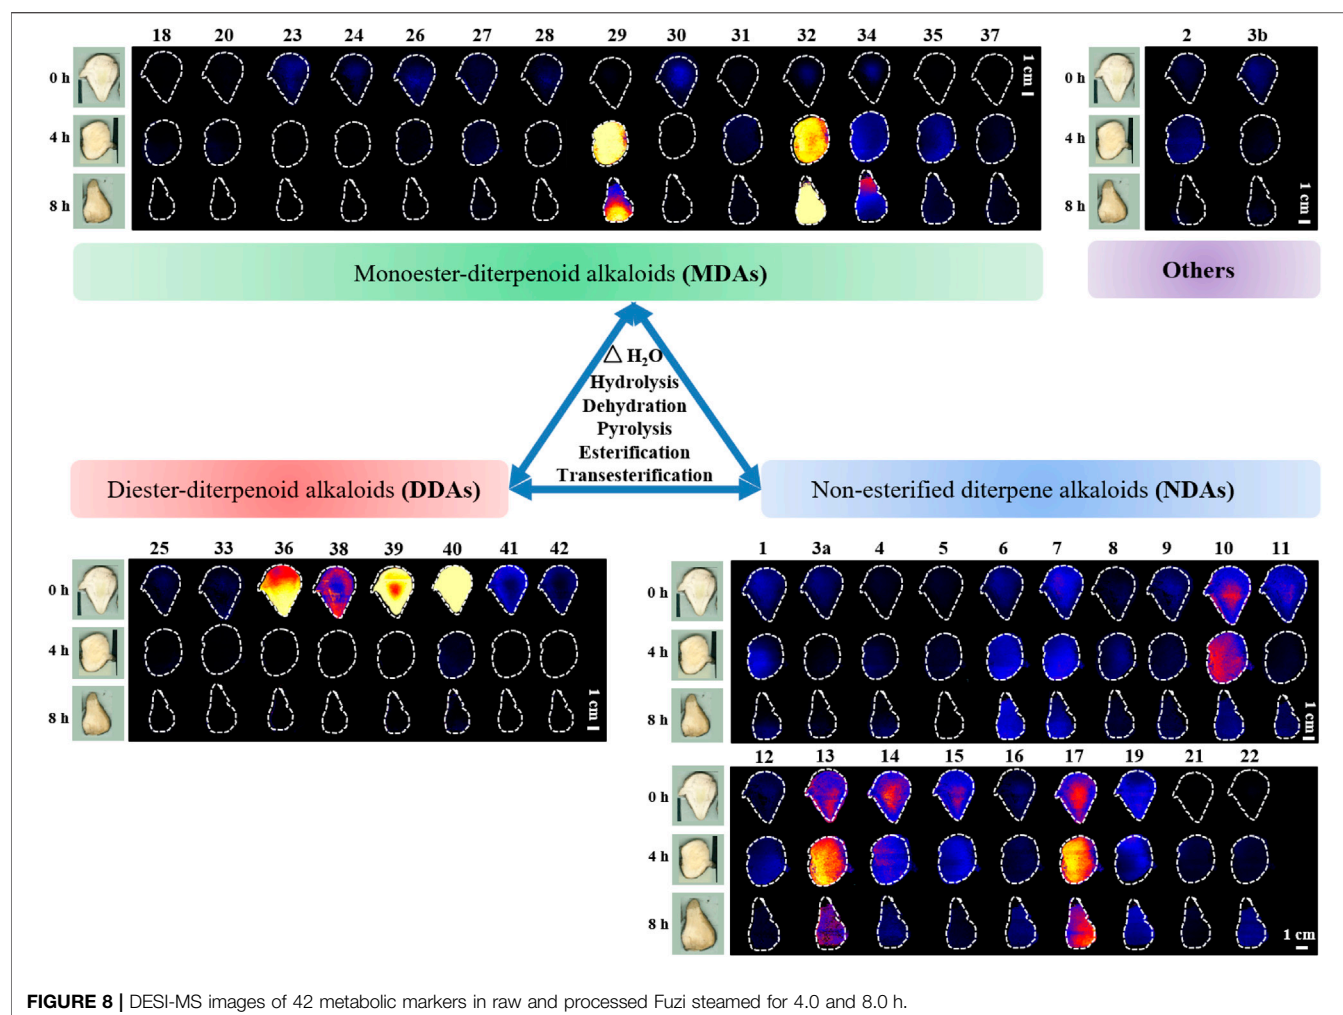 18 20 23 24 26 27 28 29 30 31 32 34 35 37
0 h
4 h
8 h
1 cm
Monoester-diterpenoid alkaloids (MDAs)
2 3b
0 h
4 h
8 h
1 cm
Others
△ H₂O
Hydrolysis
Dehydration
Pyrolysis
Esterification
Transesterification
Diester-diterpenoid alkaloids (DDAs)
25 33 36 38 39 40 41 42
0 h
4 h
8 h
1 cm
Non-esterified diterpene alkaloids (NDAs)
1 3a 4 5 6 7 8 9 10 11
0 h
4 h
8 h
1 cm
12 13 14 15 16 17 19 21 22
0 h
4 h
8 h
1 cm
FIGURE 8 | DESI-MS images of 42 metabolic markers in raw and processed Fuzi steamed for 4.0 and 8.0 h.